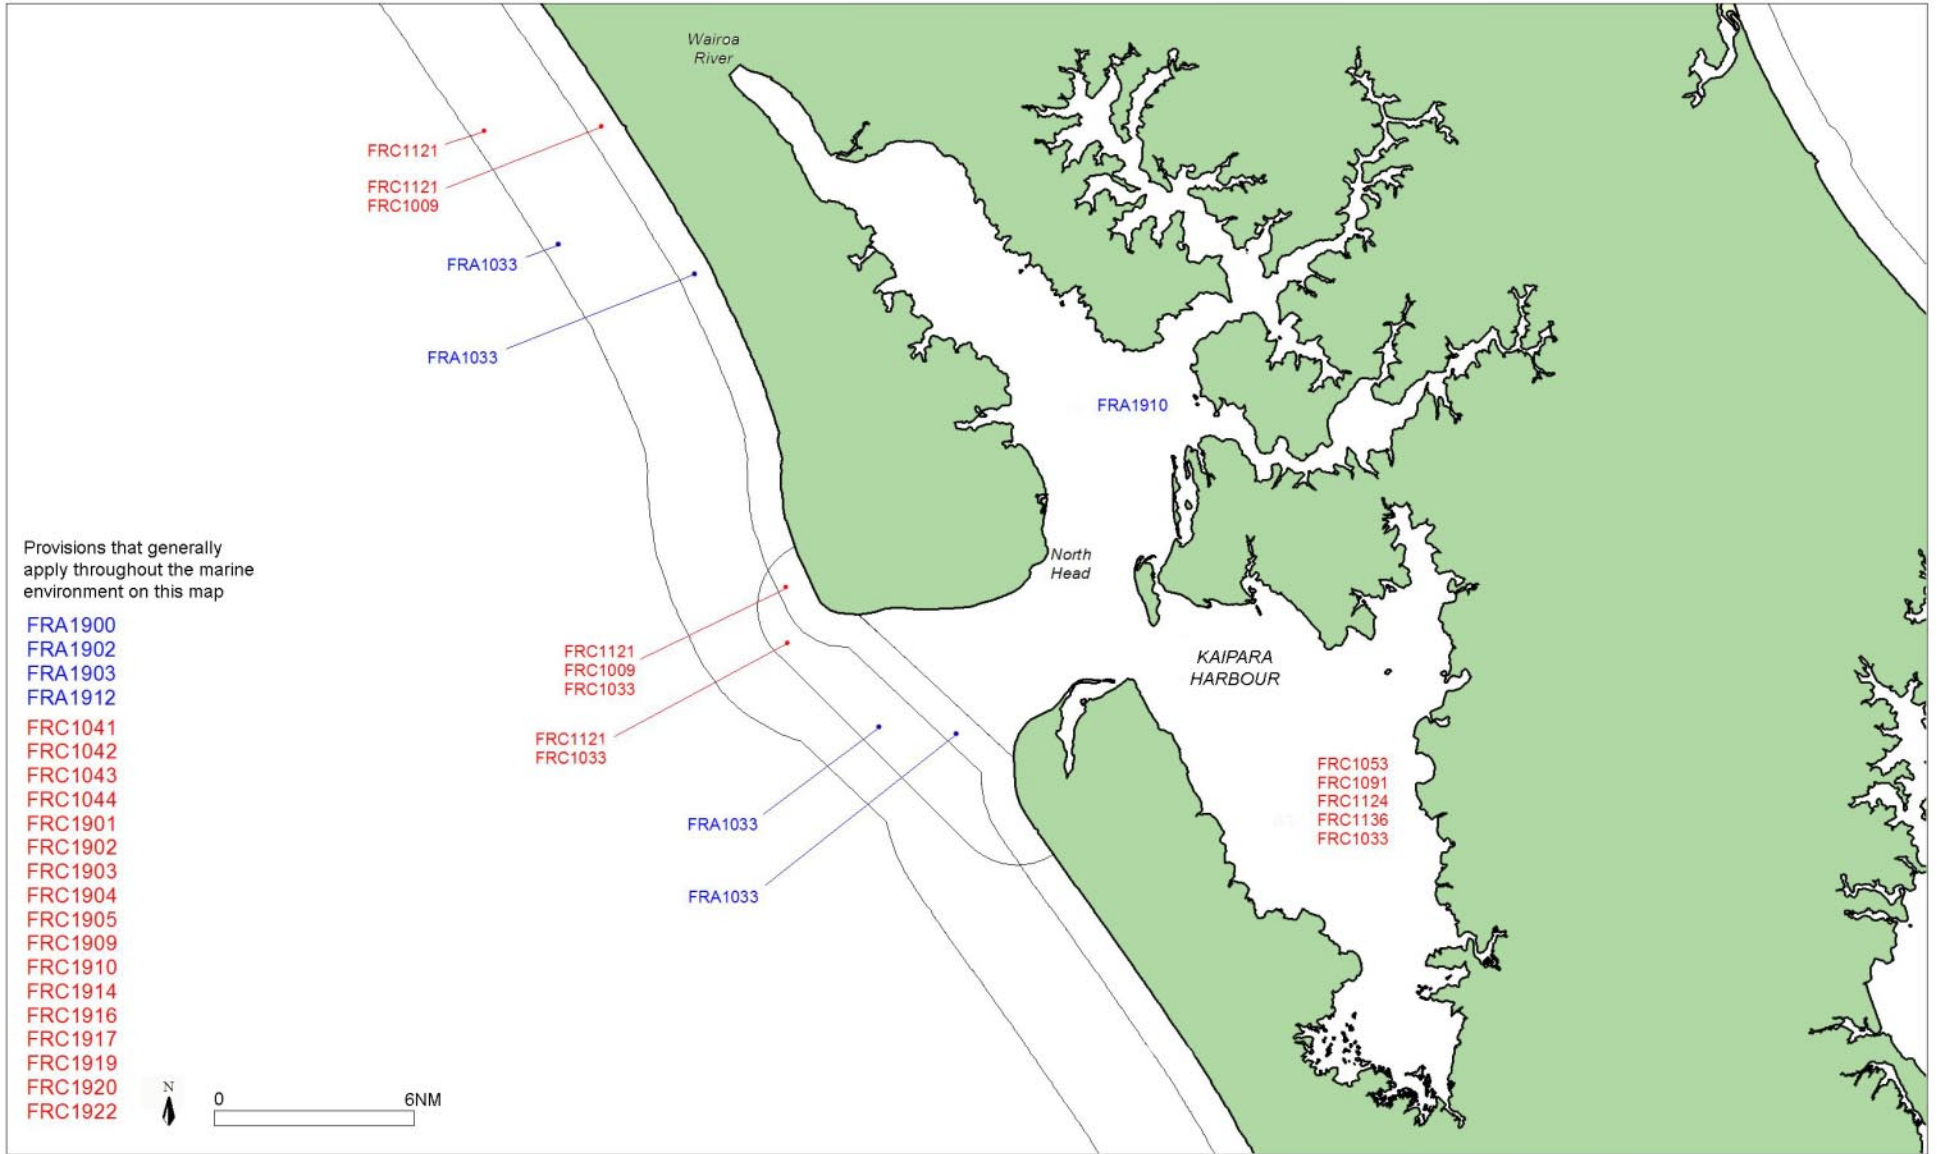 Wairoa
River
FRC1121
FRC1121
FRC1009
FRA1033
FRA1033
FRA1910
North
Head
KAIPARA
HARBOUR
FRC1121
FRC1009
FRC1033
FRC1121
FRC1033
FRA1033
FRA1033
FRC1053
FRC1091
FRC1124
FRC1136
FRC1033
Provisions that generally
apply throughout the marine
environment on this map
FRA1900
FRA1902
FRA1903
FRA1912
FRC1041
FRC1042
FRC1043
FRC1044
FRC1901
FRC1902
FRC1903
FRC1904
FRC1905
FRC1909
FRC1910
FRC1914
FRC1916
FRC1917
FRC1919
FRC1920
FRC1922
N
0 6NM